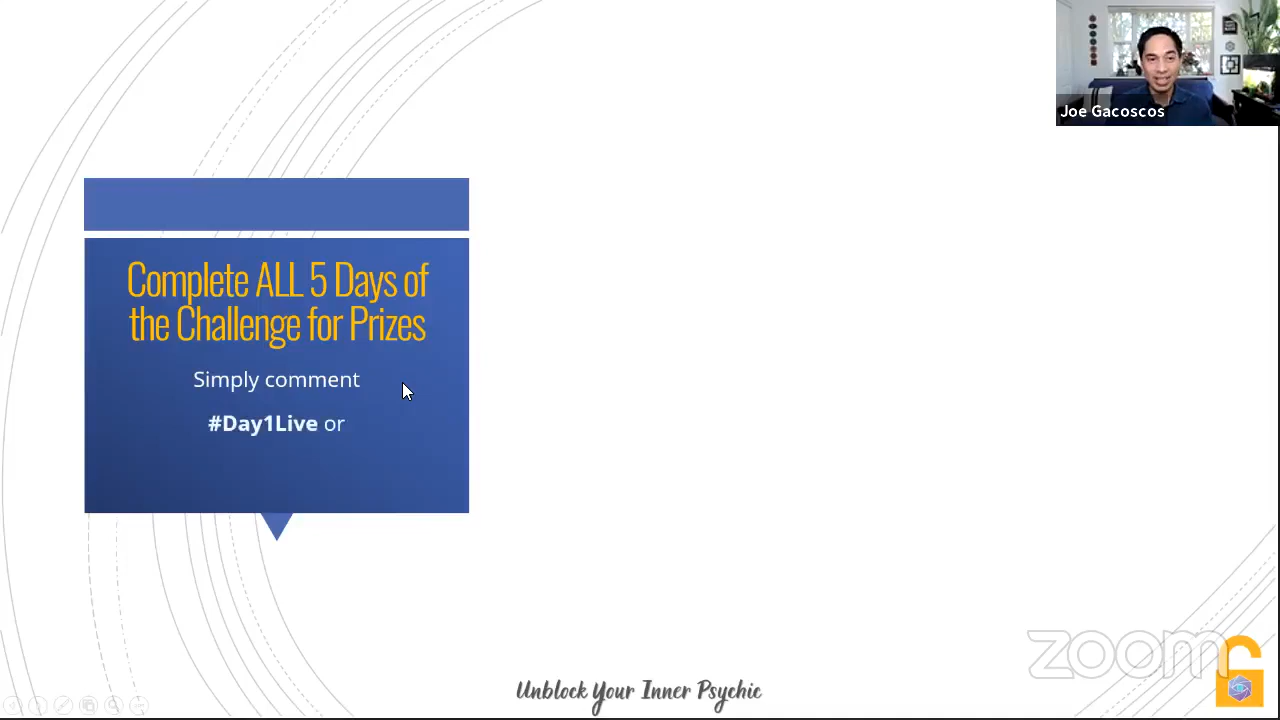 Joe Gacoscos
Complete ALL 5 Days of
the Challenge for Prizes
Simply comment
#Day1Live or
zoom
Unblock Your Inner Psychic